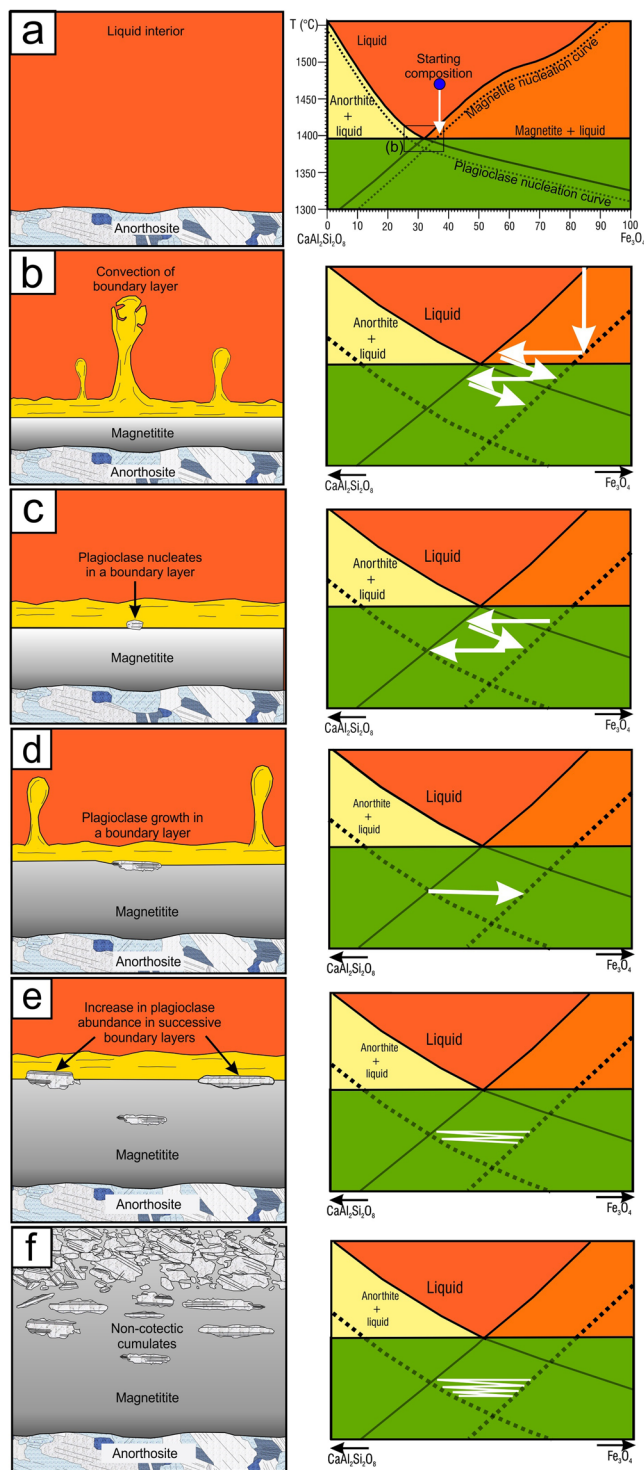 a
Liquid interior
Anorthosite
T (°C)
1500
1450
1400
1350
1300
Liquid
Starting
composition
Magnetite nucleation curve
Anorthite
+
liquid
(b)
Magnetite + liquid
Plagioclase nucleation curve
0 10 20 30 40 50 60 70 80 90 100
CaAl₂Si₂O₈
Fe₃O₄
b
Convection of
boundary layer
Magnetitite
Anorthosite
Liquid
Anorthite
+
liquid
CaAl₂Si₂O₈
Fe₃O₄
c
Plagioclase nucleates
in a boundary layer
Magnetitite
Anorthosite
Liquid
Anorthite
+
liquid
CaAl₂Si₂O₈
Fe₃O₄
d
Plagioclase growth in
a boundary layer
Magnetitite
Anorthosite
Liquid
Anorthite
+
liquid
CaAl₂Si₂O₈
Fe₃O₄
e
Increase in plagioclase
abundance in successive
boundary layers
Magnetitite
Anorthosite
Liquid
Anorthite
+
liquid
CaAl₂Si₂O₈
Fe₃O₄
f
Non-cotectic
cumulates
Magnetitite
Anorthosite
Liquid
Anorthite
+
liquid
CaAl₂Si₂O₈
Fe₃O₄